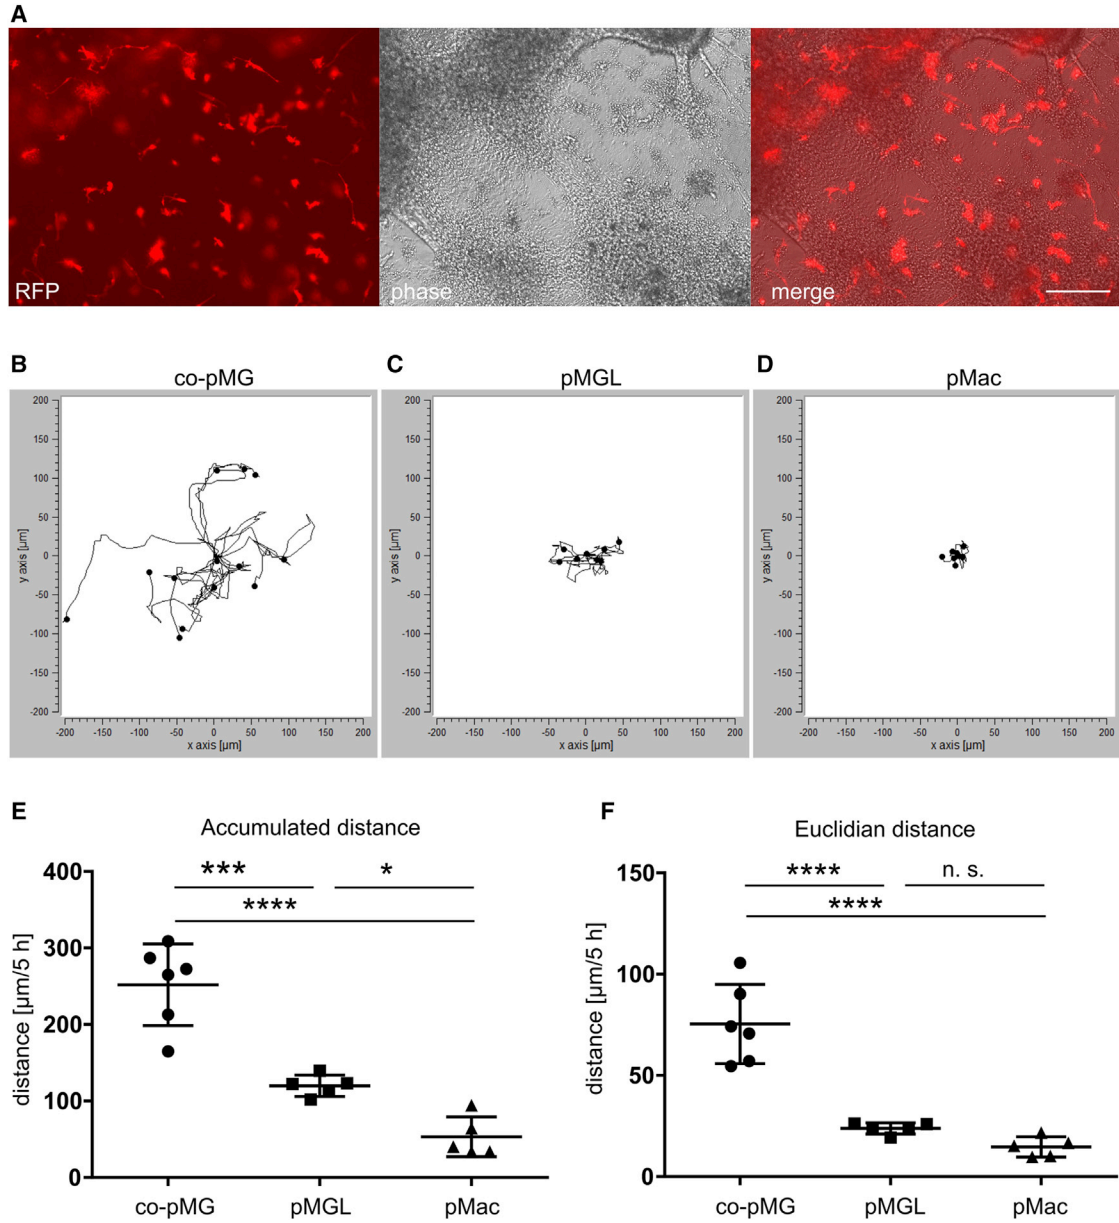 A
RFP phase merge
B C D
co-pMG pMGL pMac
200 200 200
150 150 150
100 100 100
50 50 50
y axis [µm] 0 y axis [µm] 0 y axis [µm] 0
-50 -50 -50
-100 -100 -100
-150 -150 -150
-200 -200 -200
-200 -150 -100 -50 0 50 100 150 200 -200 -150 -100 -50 0 50 100 150 200 -200 -150 -100 -50 0 50 100 150 200
x axis [µm] x axis [µm] x axis [µm]
E
Accumulated distance
400
*** *
****
300
distance [µm/5 h]
200
100
0
co-pMG pMGL pMac
F
Euclidian distance
150
**** n. s.
****
100
distance [µm/5 h]
50
0
co-pMG pMGL pMac